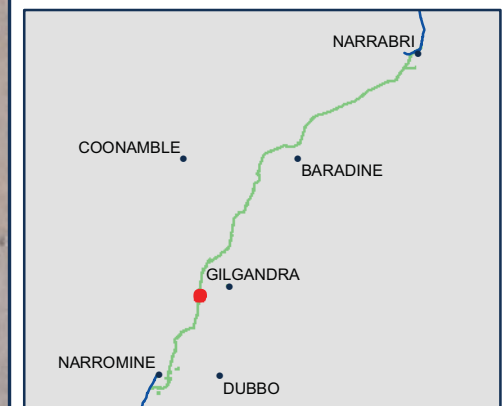 NARRABRI
COONAMBLE
BARADINE
GILGANDRA
NARROMINE
DUBBO